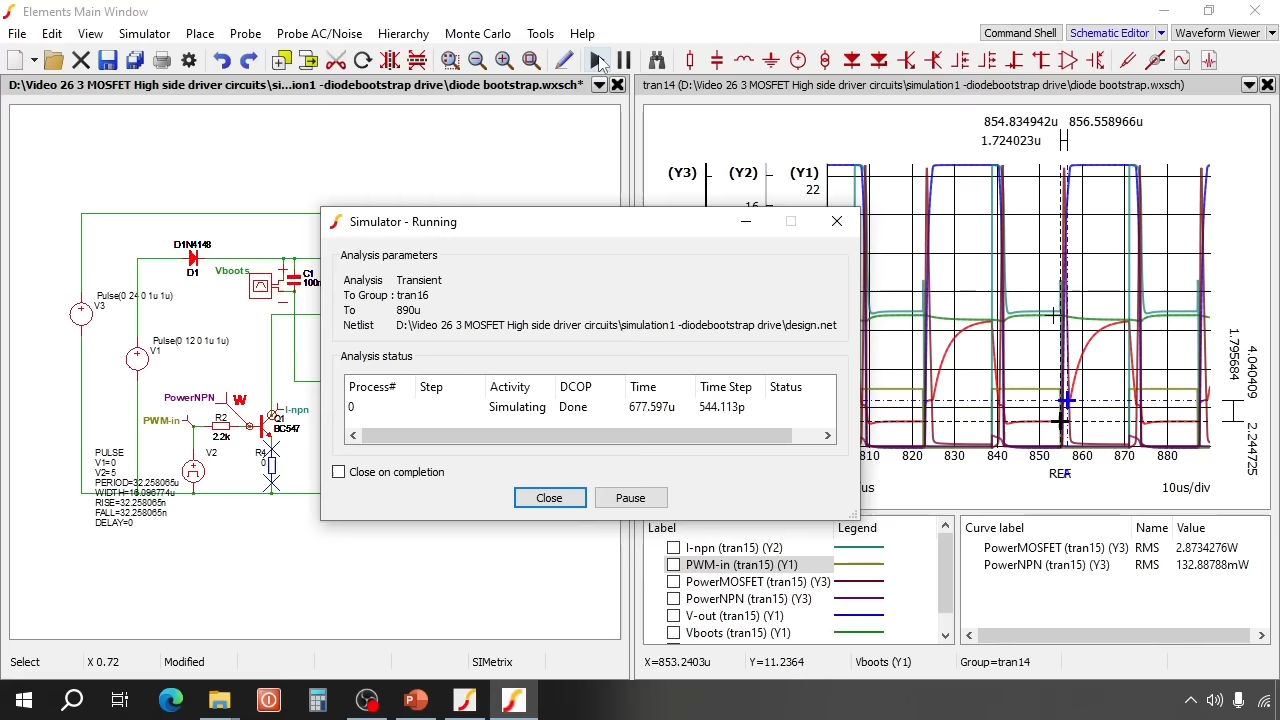 Elements Main Window
File Edit View Simulator Place Probe Probe AC/Noise Hierarchy Monte Carlo Tools Help
Command Shell Schematic Editor Waveform Viewer
D:\Video 26 3 MOSFET High side driver circuits\si...ion1 -diodebootstrap drive\diode bootstrap.wxsch*
tran14 (D:\Video 26 3 MOSFET High side driver circuits\simulation1 -diodebootstrap drive\diode bootstrap.wxsch)
854.834942u 856.558966u
1.724023u
(Y3) (Y2) (Y1)
22
16
D1N4148
D1
Vboots
C1
100n
Pulse(0 24 0 1u 1u)
V3
Pulse(0 12 0 1u 1u)
V1
PowerNPN
W
I-npn
PWM-in
R2
2.2k
Q1
BC547
V2
R4
0
PULSE
V1=0
V2=5
PERIOD=32.258065u
WIDTH=16.096774u
RISE=32.258065n
FALL=32.258065n
DELAY=0
Simulator - Running
Analysis parameters
Analysis Transient
To Group : tran16
To 890u
Netlist D:\Video 26 3 MOSFET High side driver circuits\simulation1 -diodebootstrap drive\design.net
Analysis status
Process# Step Activity DCOP Time Time Step Status
0 Simulating Done 677.597u 544.113p
Close on completion
Close Pause
1.795684
4.040409
2.244725
810 820 830 840 850 860 870 880
REF
us 10us/div
Label Legend
I-npn (tran15) (Y2)
PWM-in (tran15) (Y1)
PowerMOSFET (tran15) (Y3)
PowerNPN (tran15) (Y3)
V-out (tran15) (Y1)
Vboots (tran15) (Y1)
Curve label Name Value
PowerMOSFET (tran15) (Y3) RMS 2.8734276W
PowerNPN (tran15) (Y3) RMS 132.88788mW
Select X 0.72 Modified SIMetrix
X=853.2403u Y=11.2364 Vboots (Y1) Group=tran14